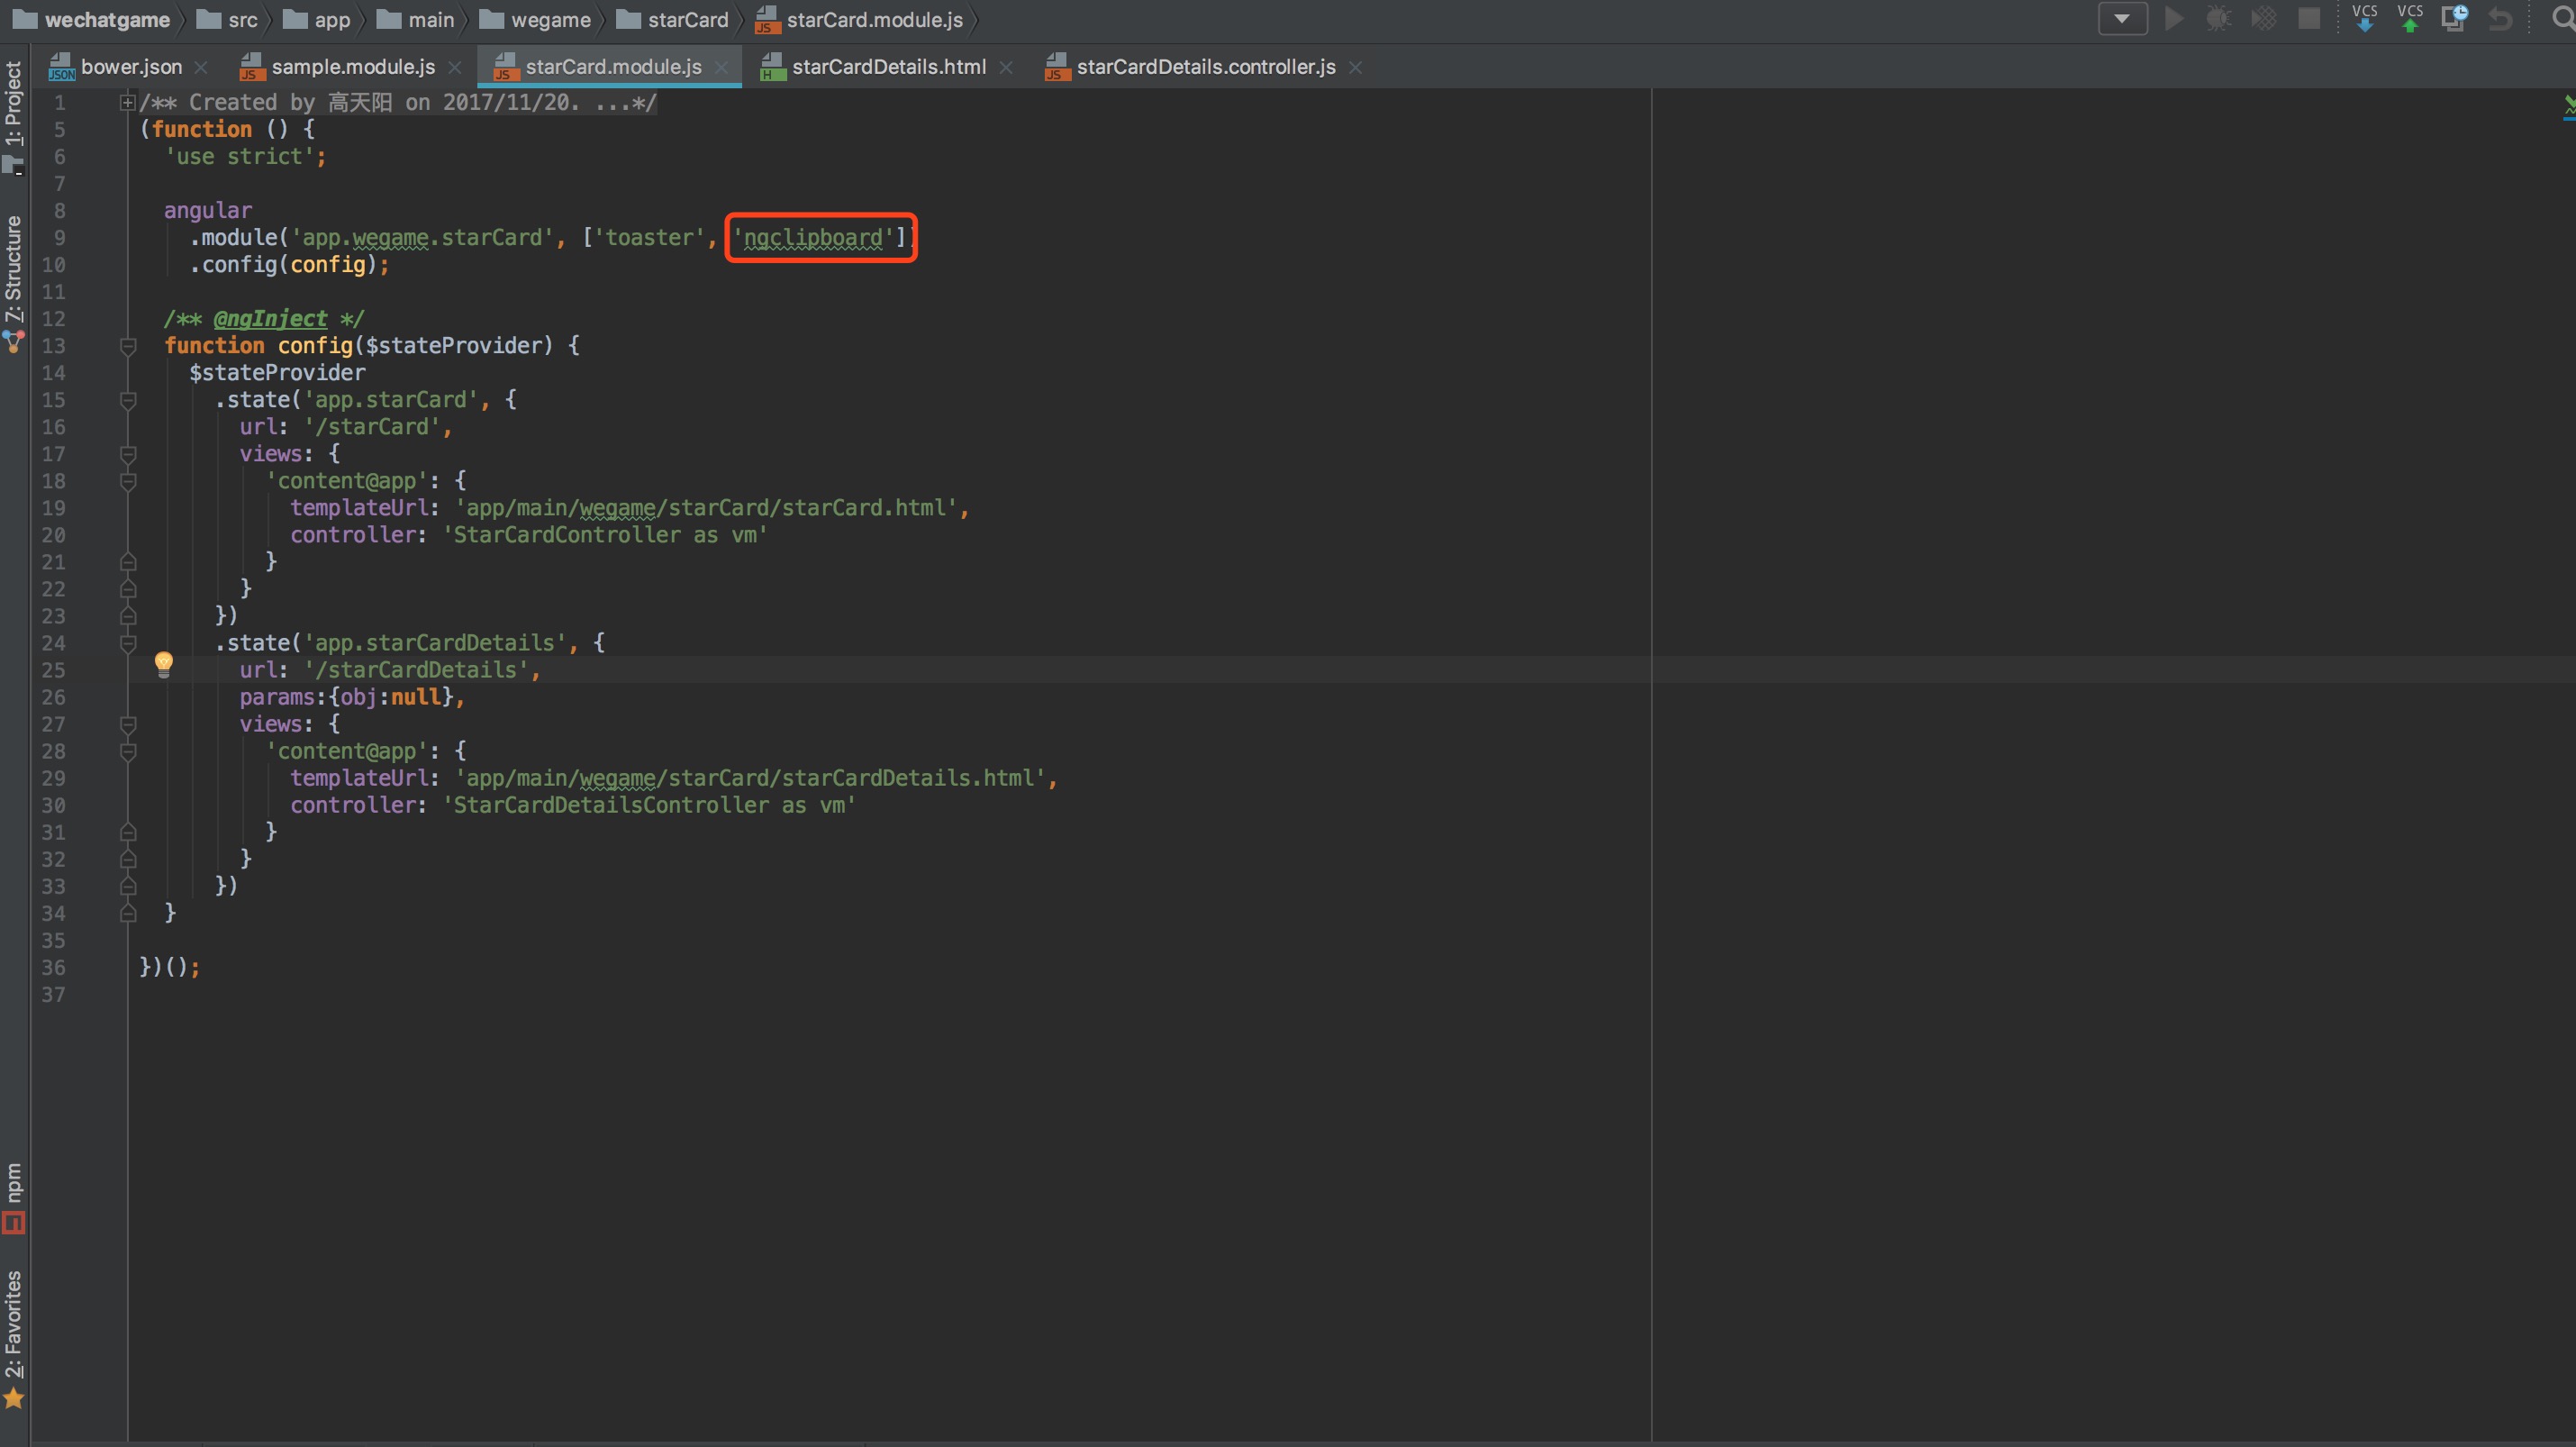 wechatgame src app main wegame starCard starCard.module.js
VCS VCS
bower.json sample.module.js starCard.module.js starCardDetails.html starCardDetails.controller.js
1: Project
7: Structure
npm
2: Favorites
1 /** Created by 高天阳 on 2017/11/20. ...*/
5 (function () {
6 'use strict';
7
8 angular
9 .module('app.wegame.starCard', ['toaster', 'ngclipboard'])
10 .config(config);
11
12 /** @ngInject */
13 function config($stateProvider) {
14 $stateProvider
15 .state('app.starCard', {
16 url: '/starCard',
17 views: {
18 'content@app': {
19 templateUrl: 'app/main/wegame/starCard/starCard.html',
20 controller: 'StarCardController as vm'
21 }
22 }
23 })
24 .state('app.starCardDetails', {
25 url: '/starCardDetails',
26 params:{obj:null},
27 views: {
28 'content@app': {
29 templateUrl: 'app/main/wegame/starCard/starCardDetails.html',
30 controller: 'StarCardDetailsController as vm'
31 }
32 }
33 })
34 }
35
36 })();
37